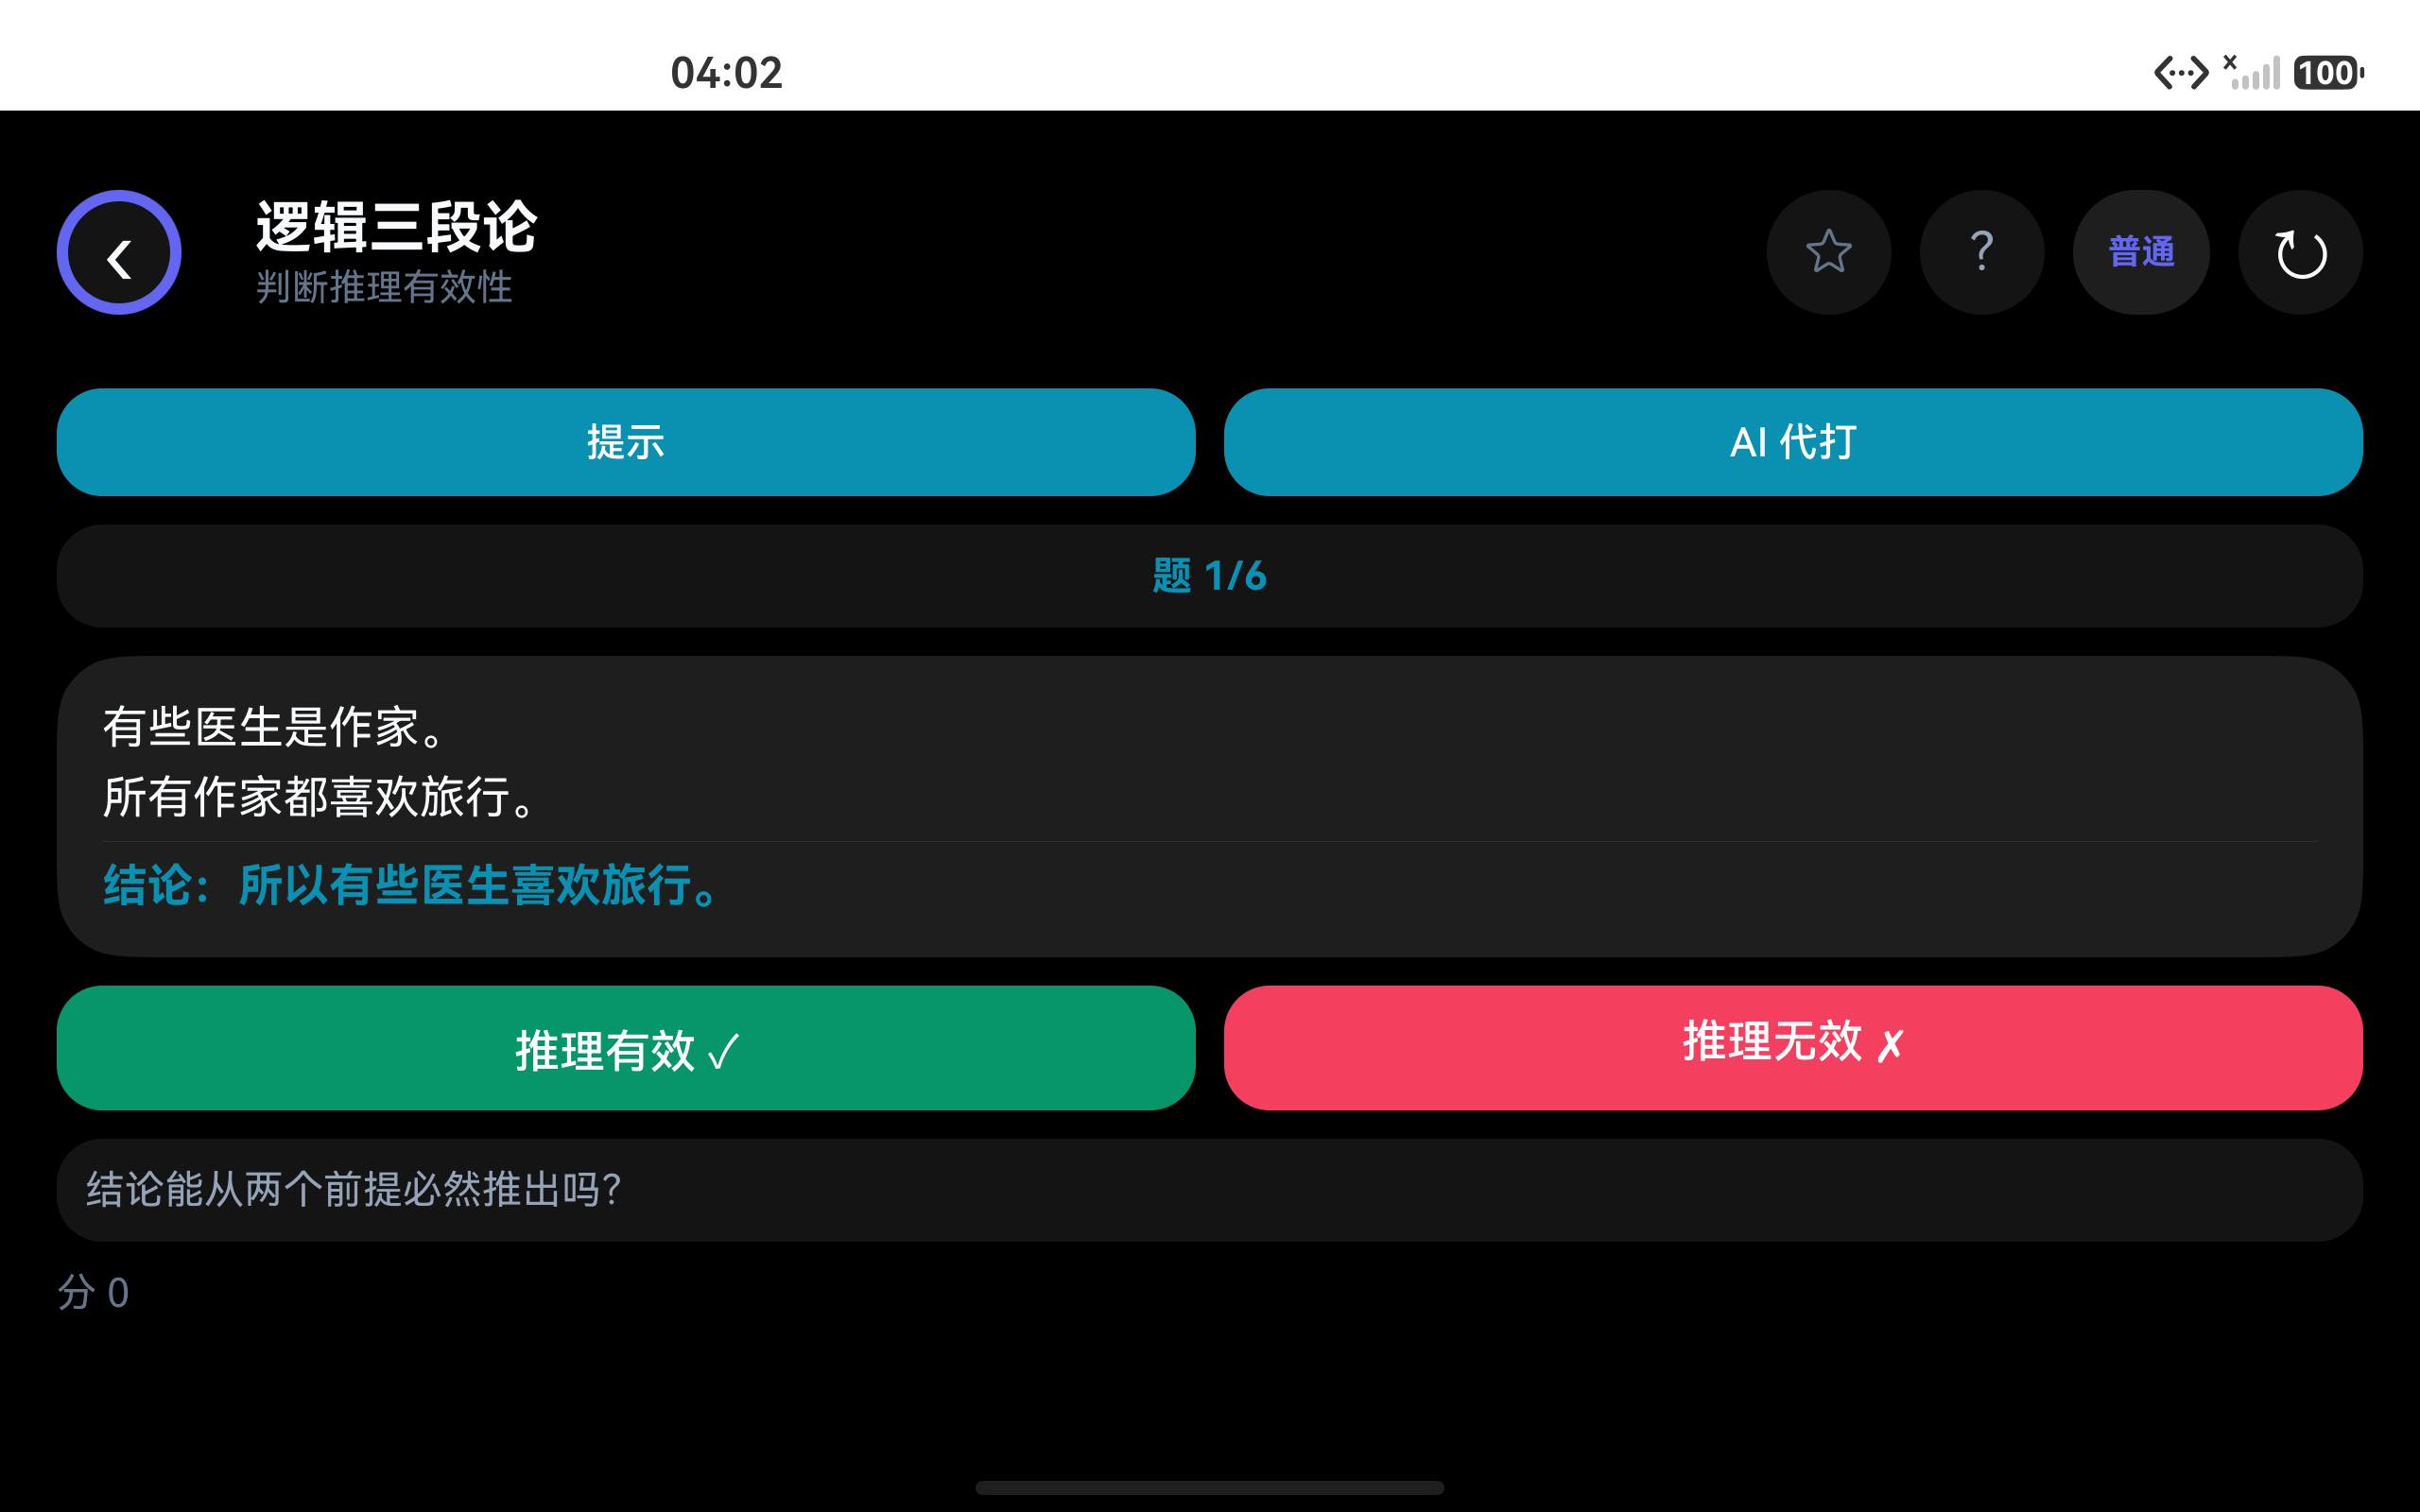 04:02
100
逻辑三段论
判断推理有效性
?
普通
提示
AI 代打
题 1/6
有些医生是作家。
所有作家都喜欢旅行。
结论：所以有些医生喜欢旅行。
推理有效 ✓
推理无效 ✗
结论能从两个前提必然推出吗？
分 0